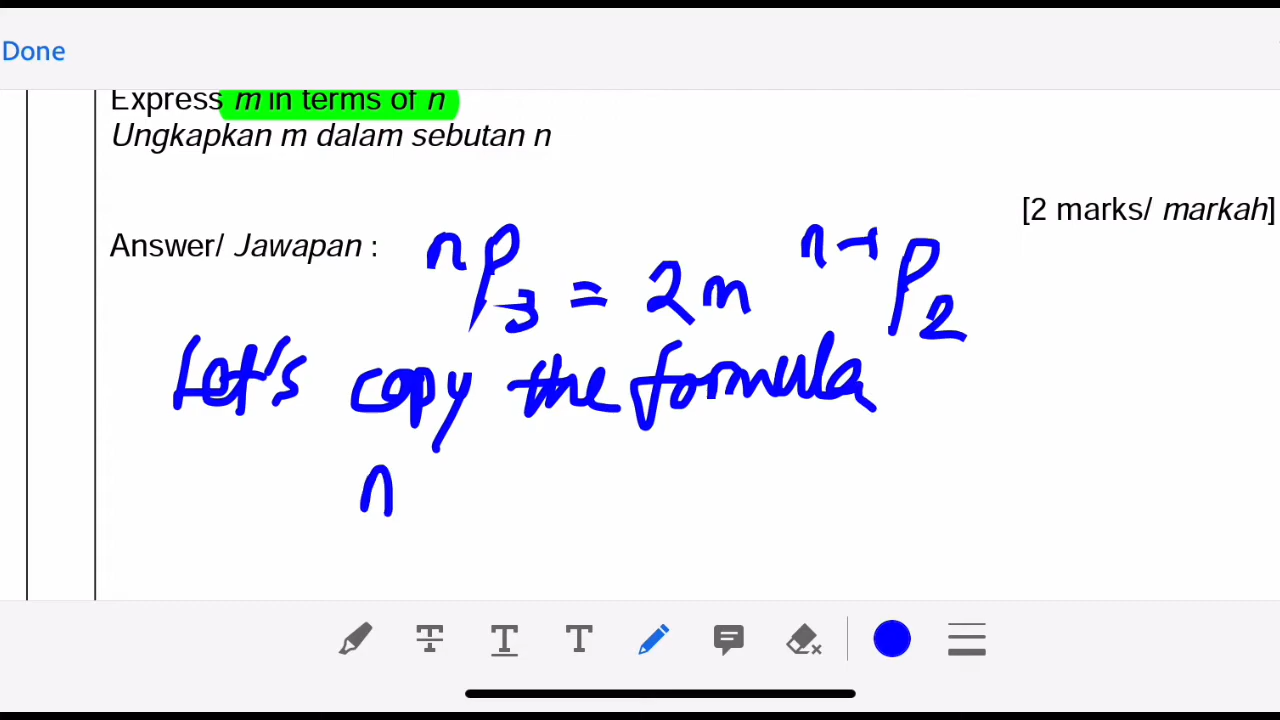 Done
Express m in terms of n
Ungkapkan m dalam sebutan n
[2 marks/ markah]
Answer/ Jawapan : nP3 = 2m n-1P2
Let's copy the formula
n
T T T